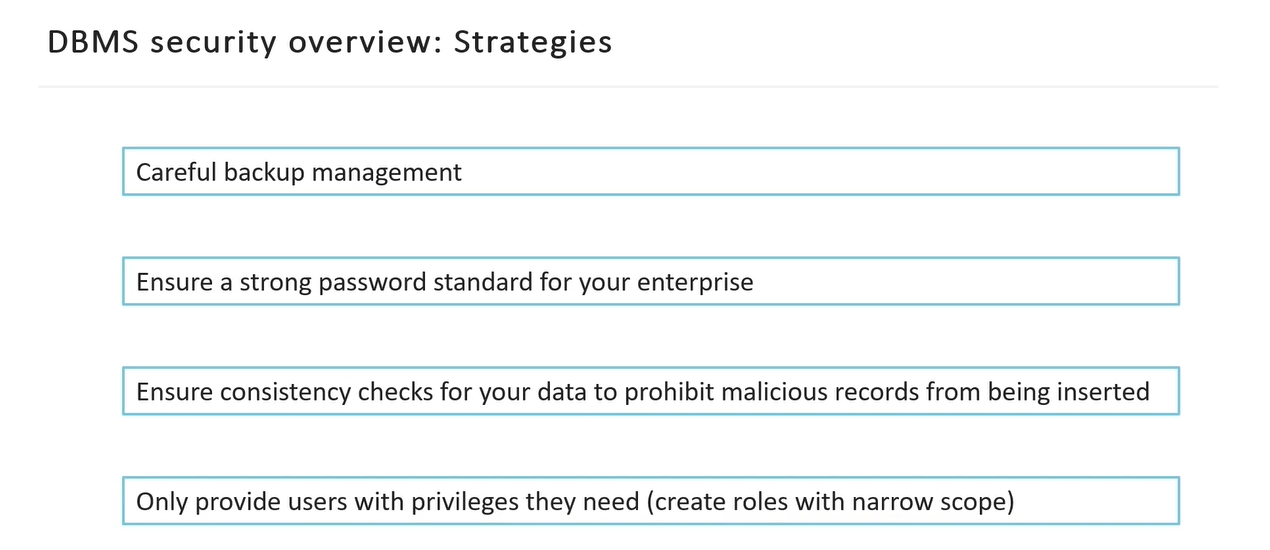 DBMS security overview: Strategies
Careful backup management
Ensure a strong password standard for your enterprise
Ensure consistency checks for your data to prohibit malicious records from being inserted
Only provide users with privileges they need (create roles with narrow scope)